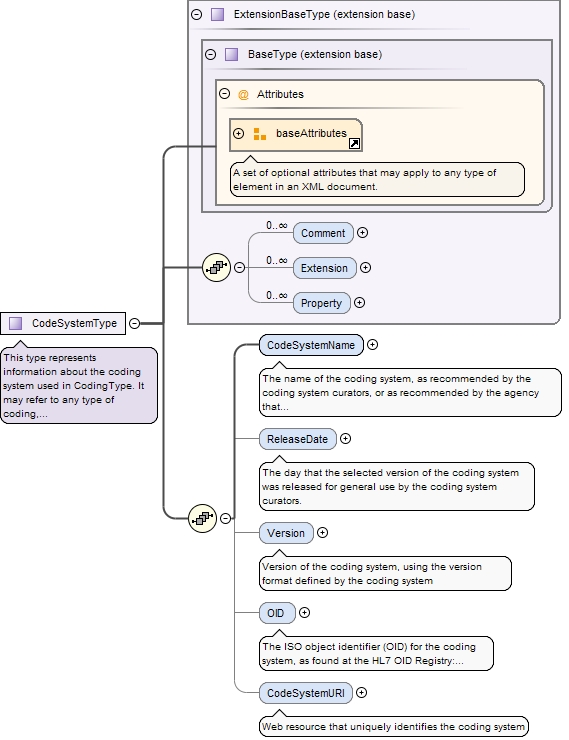 ExtensionBaseType (extension base)
BaseType (extension base)
@ Attributes
baseAttributes
A set of optional attributes that may apply to any type of
element in an XML document.
0..∞
Comment
0..∞
Extension
0..∞
Property
CodeSystemType
This type represents
information about the coding
system used in CodingType. It
may refer to any type of
coding,...
CodeSystemName
The name of the coding system, as recommended by the
coding system curators, or as recommended by the agency
that...
ReleaseDate
The day that the selected version of the coding system
was released for general use by the coding system
curators.
Version
Version of the coding system, using the version
format defined by the coding system
OID
The ISO object identifier (OID) for the coding
system, as found at the HL7 OID Registry:...
CodeSystemURI
Web resource that uniquely identifies the coding system